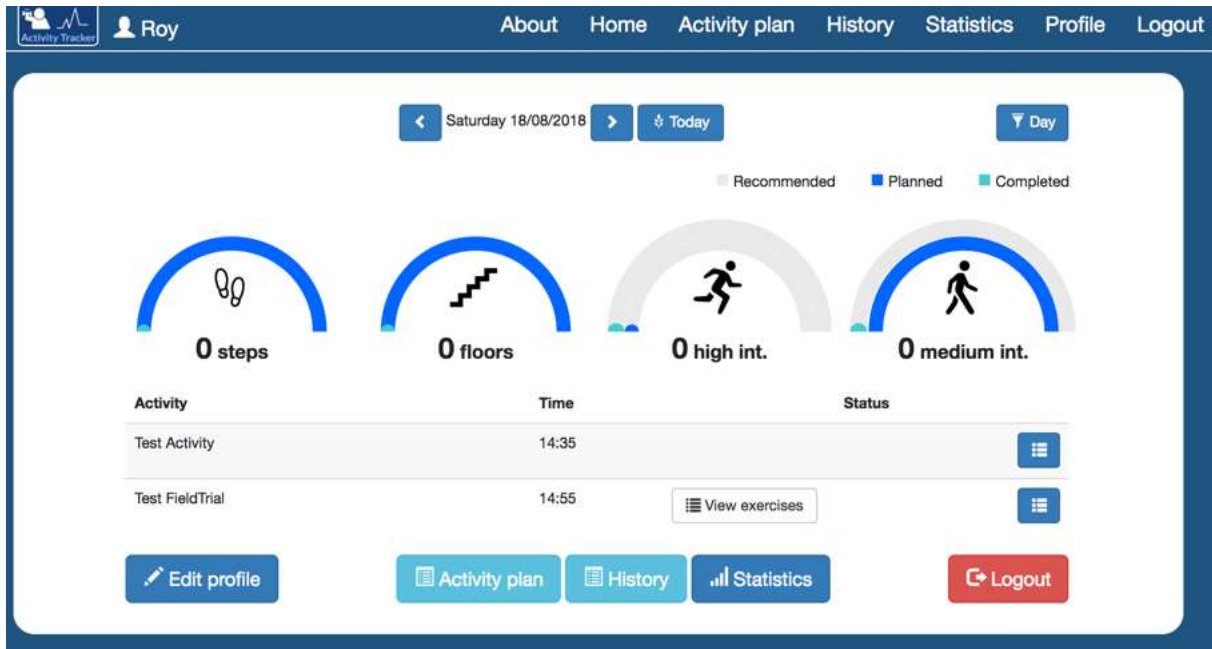 Activity Tracker
Roy About Home Activity plan History Statistics Profile Logout
Saturday 18/08/2018 Today Day
Recommended Planned Completed
0 steps 0 floors 0 high int. 0 medium int.
Activity Time Status
Test Activity 14:35
Test FieldTrial 14:55 View exercises
Edit profile Activity plan History Statistics Logout